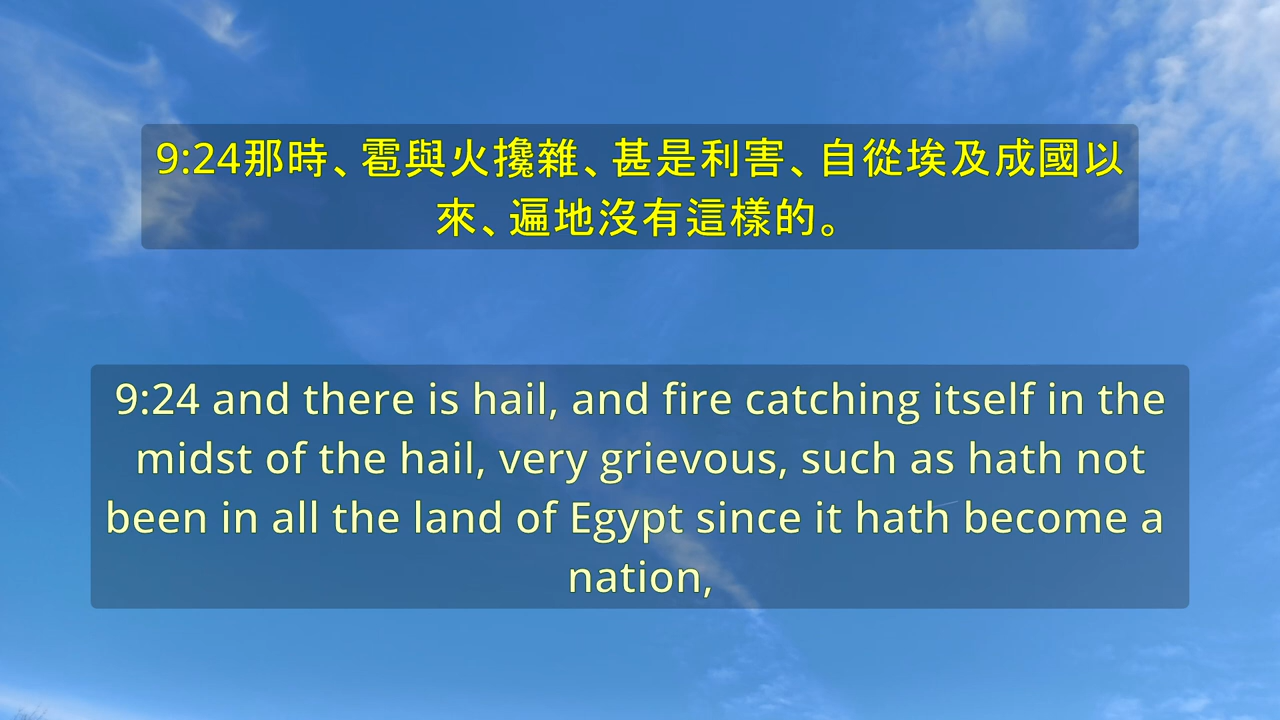 9:24那時、雹與火攙雜、甚是利害、自從埃及成國以
來、遍地沒有這樣的。
9:24 and there is hail, and fire catching itself in the
midst of the hail, very grievous, such as hath not
been in all the land of Egypt since it hath become a
nation,